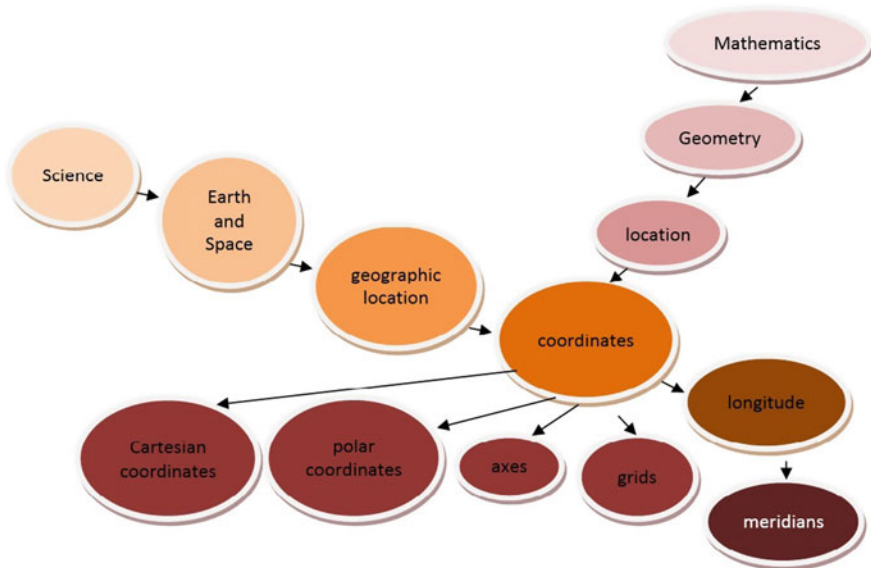 Mathematics
Geometry
Science
Earth
and
Space
location
geographic
location
coordinates
longitude
Cartesian
coordinates
polar
coordinates
axes
grids
meridians